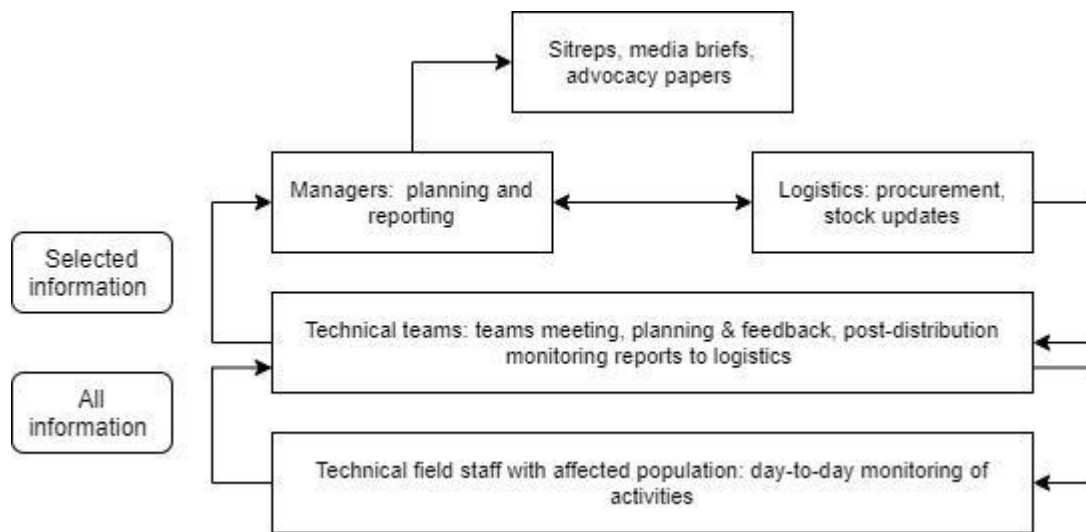 Sitreps, media briefs,
advocacy papers
Managers:  planning and
reporting
Logistics: procurement,
stock updates
Selected
information
Technical teams: teams meeting, planning & feedback, post-distribution
monitoring reports to logistics
All
information
Technical field staff with affected population: day-to-day monitoring of
activities